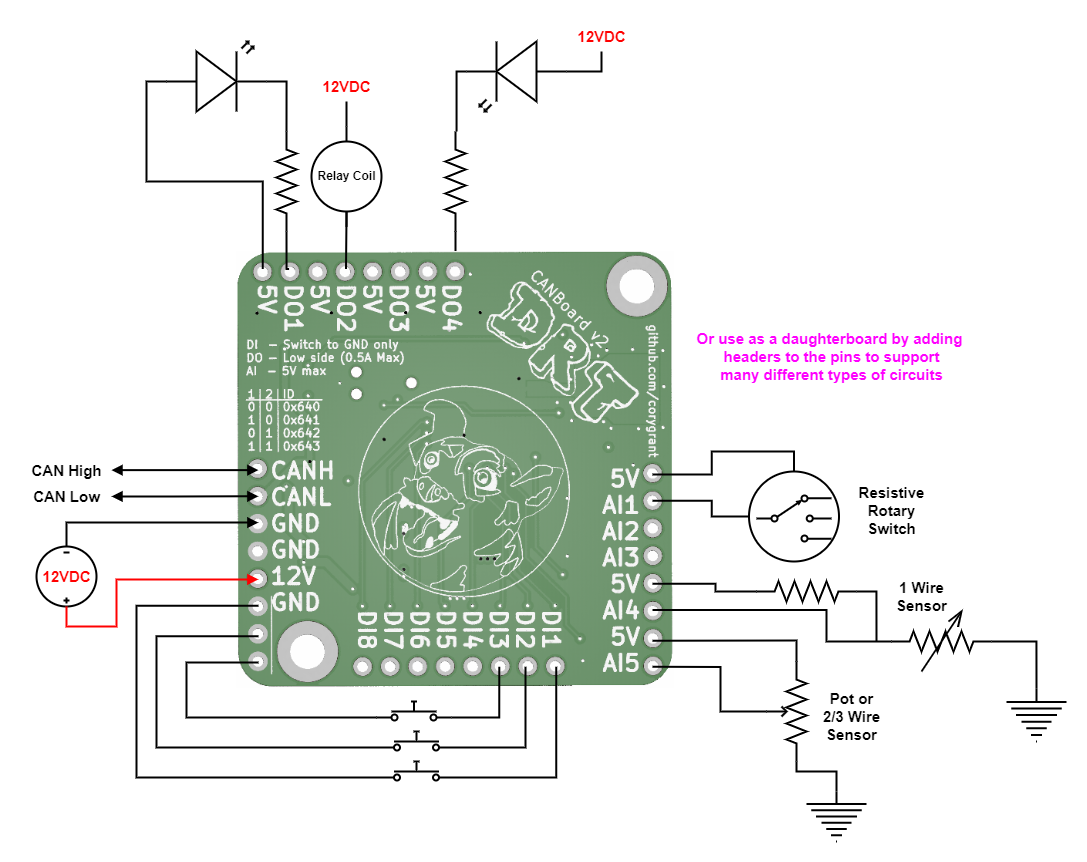 12VDC
12VDC
Relay Coil
5V
DO1
5V
DO2
5V
DO3
5V
DO4
CANBoard v2
DRL
github.com/corygrant
DI – Switch to GND only
DO – Low side (0.5A Max)
AI – 5V max
1 2 ID
0 0 0x640
1 0 0x641
0 1 0x642
1 1 0x643
Or use as a daughterboard by adding
headers to the pins to support
many different types of circuits
CAN High
CANH
CAN Low
CANL
GND
GND
12V
GND
-
12VDC
+
5V
AI1
AI2
AI3
5V
AI4
5V
AI5
Resistive
Rotary
Switch
1 Wire
Sensor
Pot or
2/3 Wire
Sensor
DI8
DI7
DI6
DI5
DI4
DI3
DI2
DI1